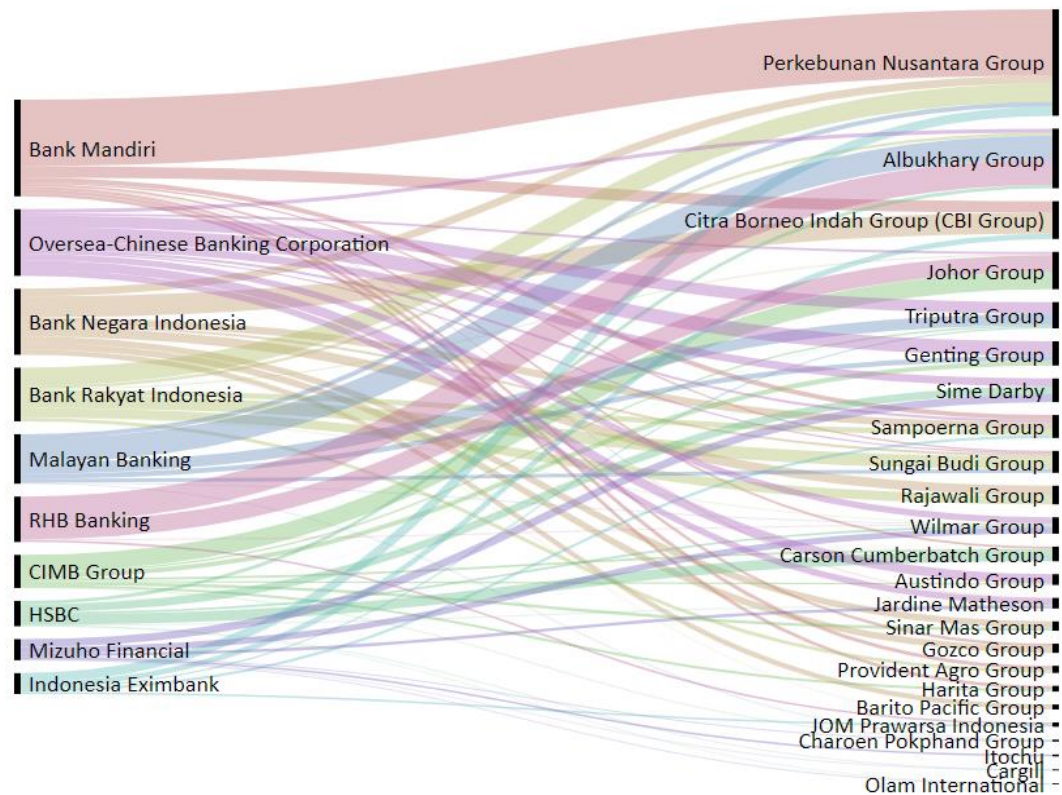 Bank Mandiri
Oversea-Chinese Banking Corporation
Bank Negara Indonesia
Bank Rakyat Indonesia
Malayan Banking
RHB Banking
CIMB Group
HSBC
Mizuho Financial
Indonesia Eximbank
Perkebunan Nusantara Group
Albukhary Group
Citra Borneo Indah Group (CBI Group)
Johor Group
Triputra Group
Genting Group
Sime Darby
Sampoerna Group
Sungai Budi Group
Rajawali Group
Wilmar Group
Carson Cumberbatch Group
Austindo Group
Jardine Matheson
Sinar Mas Group
Gozco Group
Provident Agro Group
Harita Group
Barito Pacific Group
JOM Prawarsa Indonesia
Charoen Pokphand Group
Itochu
Cargill
Olam International